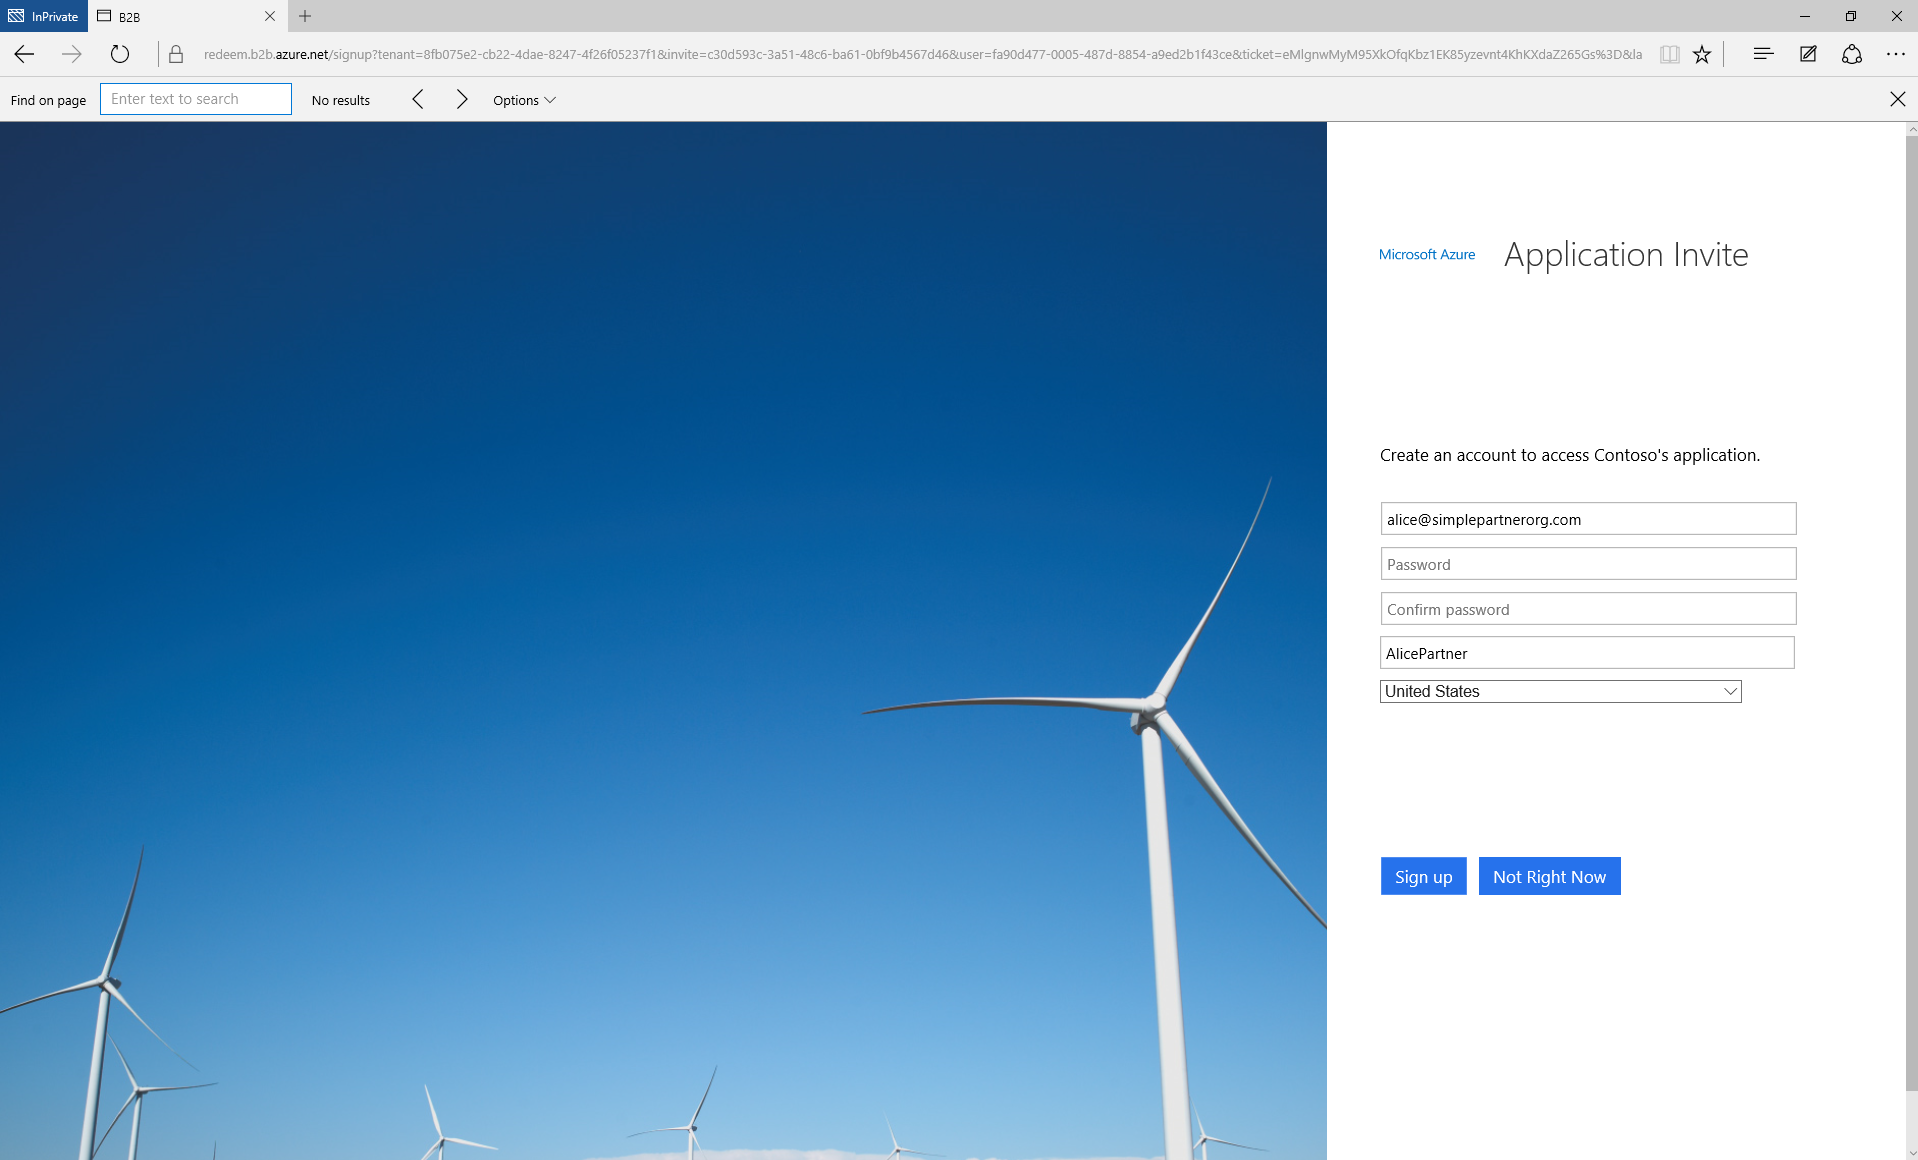 InPrivate
B2B
redeem.b2b.azure.net/signup?tenant=8fb075e2-cb22-4dae-8247-4f26f05237f1&invite=c30d593c-3a51-48c6-ba61-0bf9b4567d46&user=fa90d477-0005-487d-8854-a9ed2b1f43ce&ticket=eMlgnwMyM95XkOfqKbz1EK85yzevnt4KhKXdaZ265Gs%3D&la
Find on page
Enter text to search
No results
Options
Microsoft Azure
Application Invite
Create an account to access Contoso's application.
alice@simplepartnerorg.com
Password
Confirm password
AlicePartner
United States
Sign up
Not Right Now